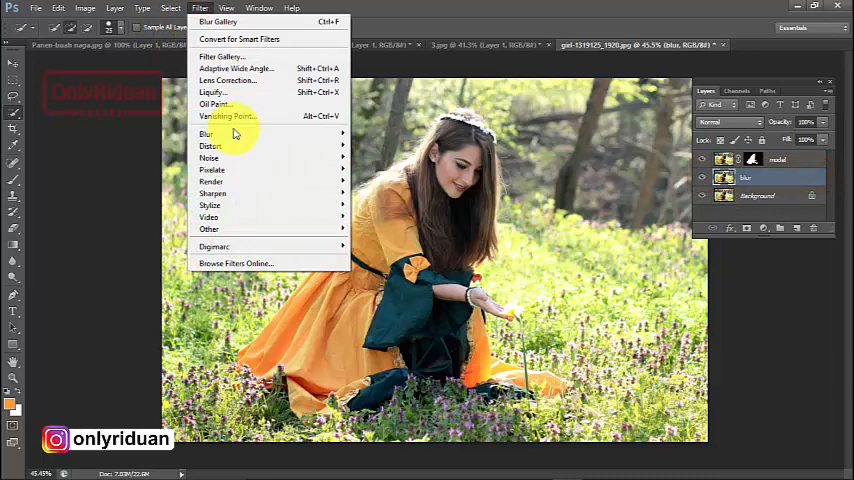 Ps File Edit Image Layer Type Select Filter View Window Help
25 Sample All Layer Essentials
Panen-buah naga.jpg @ 100% Layer 1, RGB/8#) * × 3.jpg @ 41.3% (Layer 1, RGB/8#) * × girl-1319125_1920.jpg @ 45.5% (blur, RGB/8#) * ×
Blur Gallery Ctrl+F
Convert for Smart Filters
Filter Gallery...
Adaptive Wide Angle... Shift+Ctrl+A
Lens Correction... Shift+Ctrl+R
Liquify... Shift+Ctrl+X
Oil Paint...
Vanishing Point... Alt+Ctrl+V
Blur
Distort
Noise
Pixelate
Render
Sharpen
Stylize
Video
Other
Digimarc
Browse Filters Online...
OnlyRiduan
Layers Channels Paths
Kind
Normal Opacity: 100%
Lock: Fill: 100%
model
blur
Background
onlyriduan
45.45% Doc: 7.03M/22.6M